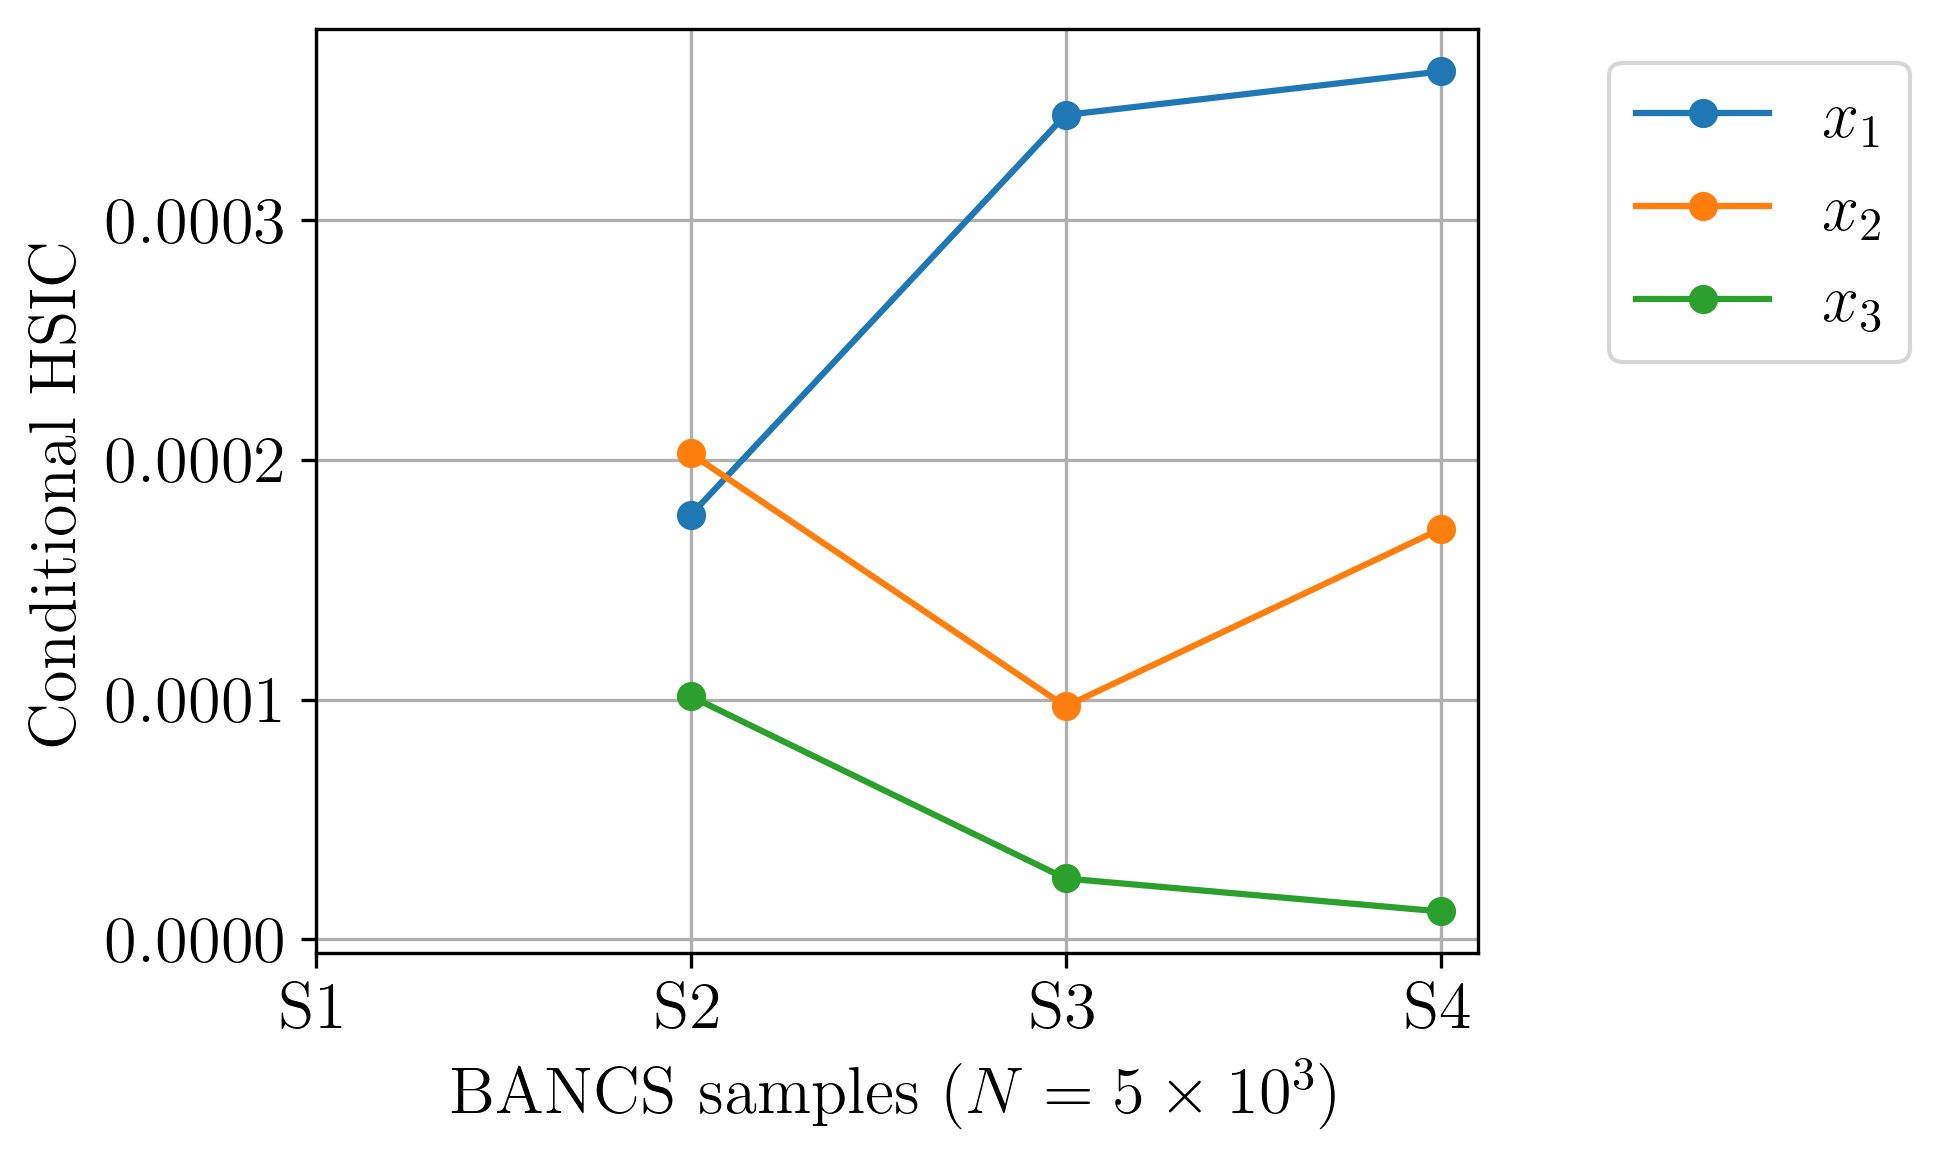 Conditional HSIC
0.0003
0.0002
0.0001
0.0000
S1 S2 S3 S4
BANCS samples (N = 5 × 10³)
x₁
x₂
x₃